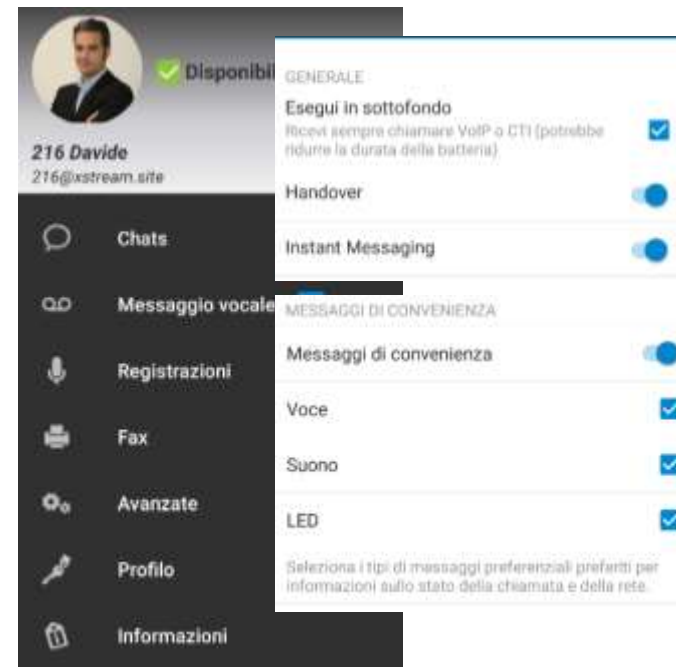 Disponibil
216 Davide
216@xstream.site
Chats
Messaggio vocale
Registrazioni
Fax
Avanzate
Profilo
Informazioni
GENERALE
Esegui in sottofondo
Ricevi sempre chiamare VoIP o CTI (potrebbe
ridurre la durata della batteria)
Handover
Instant Messaging
MESSAGGI DI CONVENIENZA
Messaggi di convenienza
Voce
Suono
LED
Seleziona i tipi di messaggi preferenziali preferiti per
informazioni sullo stato della chiamata e della rete.